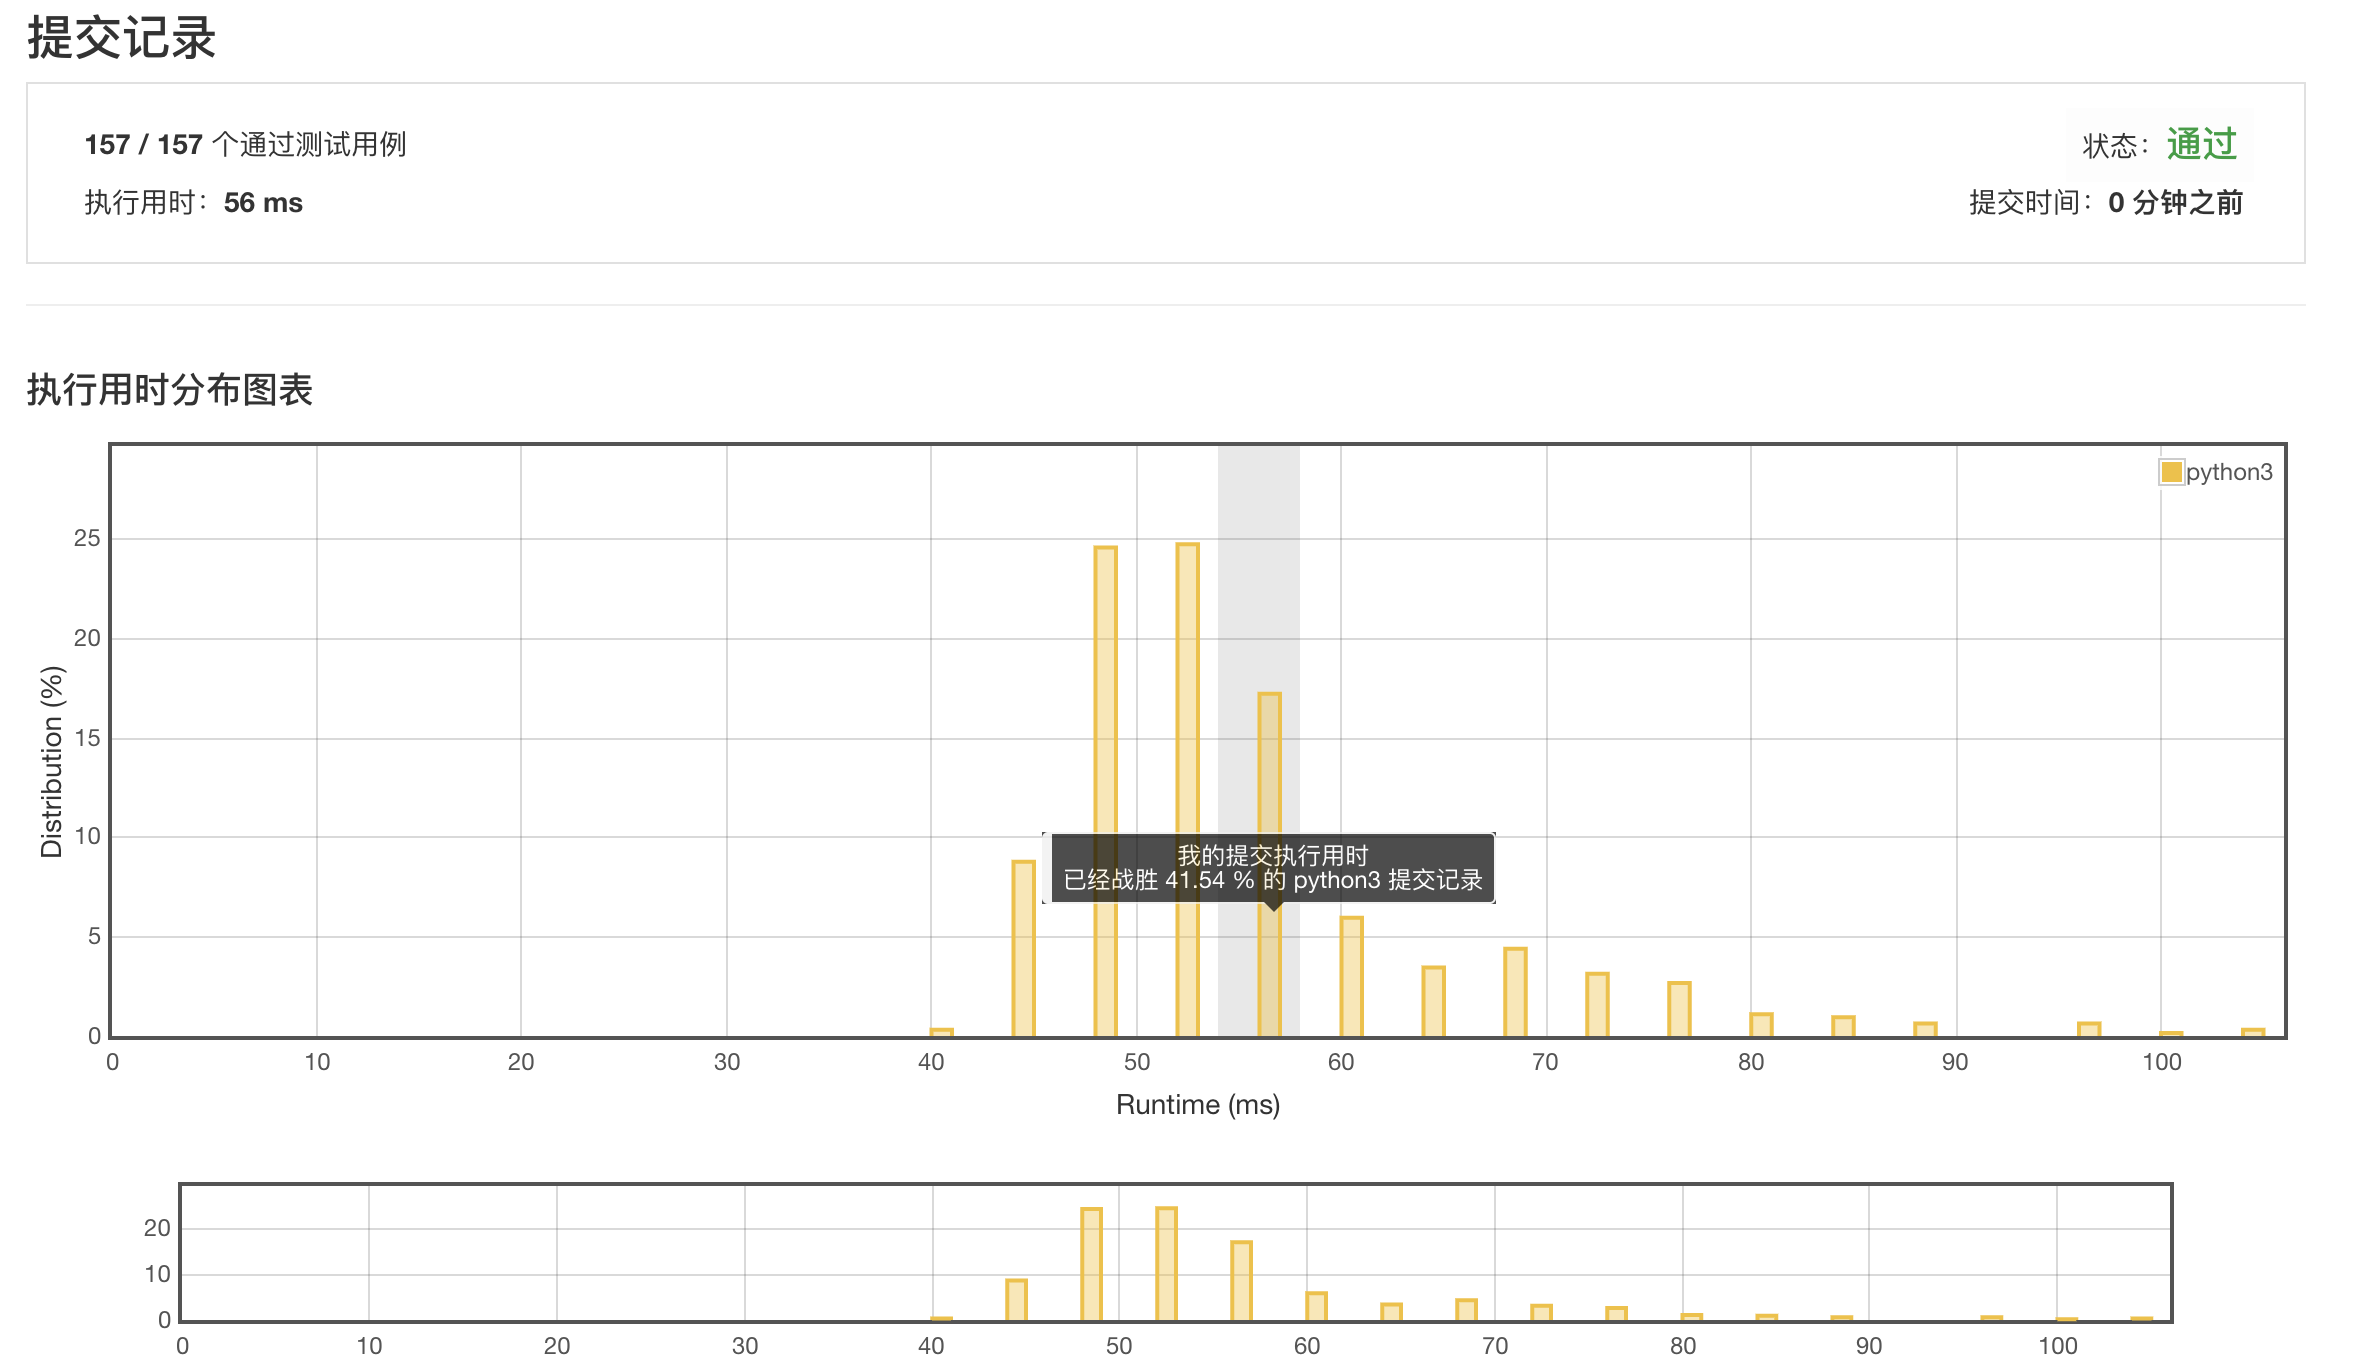 提交记录
157 / 157 个通过测试用例
状态：通过
执行用时：56 ms
提交时间：0 分钟之前
执行用时分布图表
python3
25
20
15
10
5
0
Distribution (%)
我的提交执行用时
已经战胜 41.54 % 的 python3 提交记录
0 10 20 30 40 50 60 70 80 90 100
Runtime (ms)
20
10
0
0 10 20 30 40 50 60 70 80 90 100